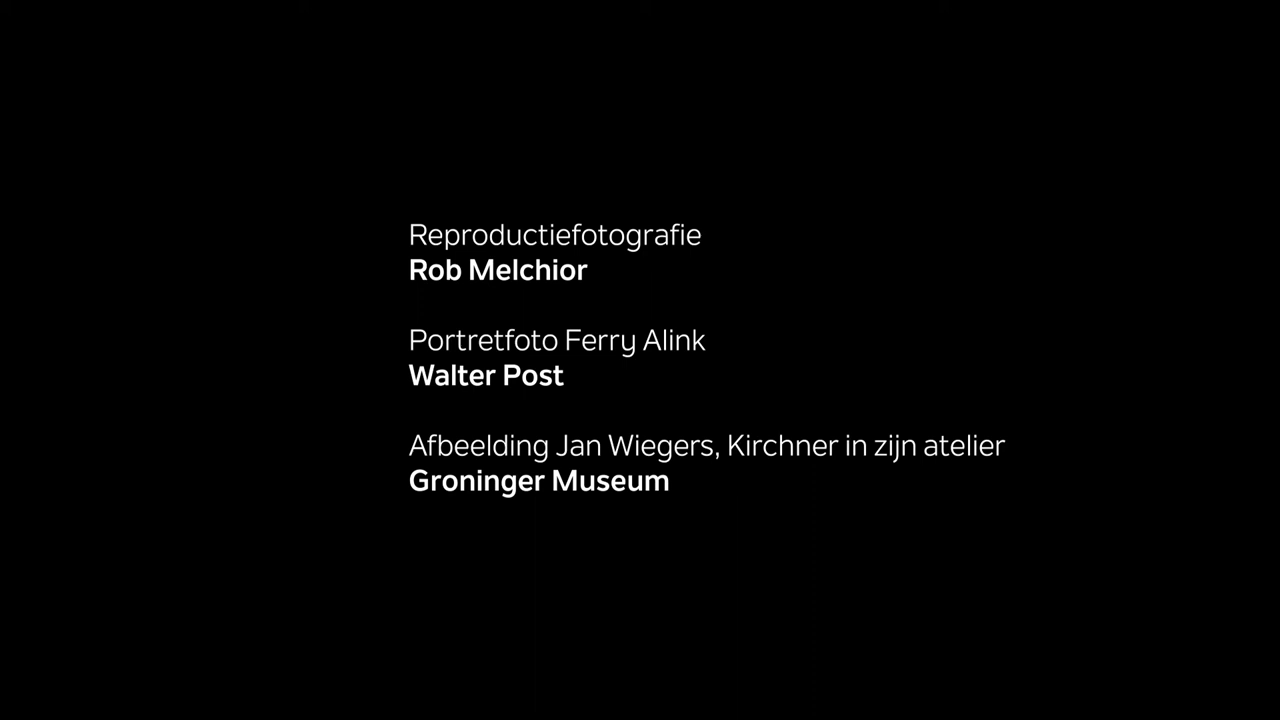 Reproductiefotografie
Rob Melchior
Portretfoto Ferry Alink
Walter Post
Afbeelding Jan Wiegers, Kirchner in zijn atelier
Groninger Museum